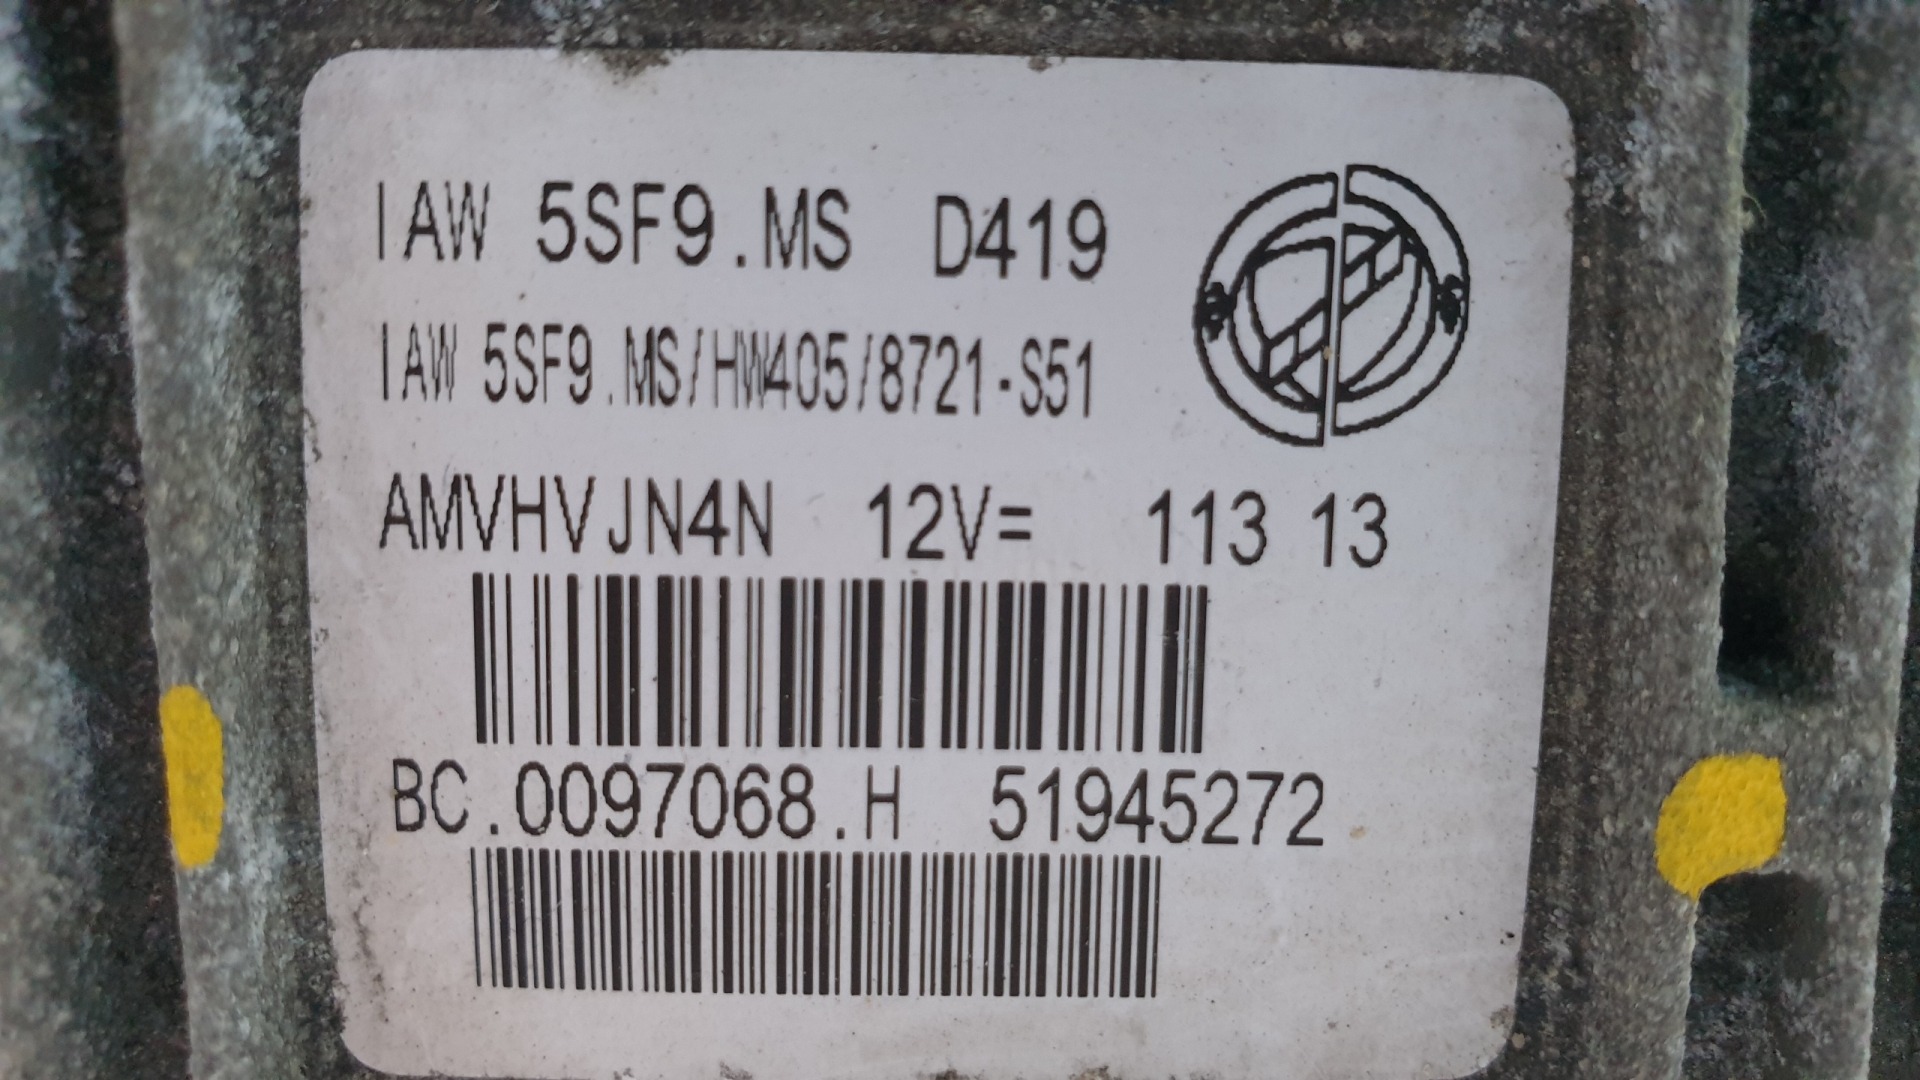 IAW 5SF9.MS D419
IAW 5SF9.MS/HW405/8721-S51
AMVHVJN4N 12V= 113 13
BC.0097068.H 51945272